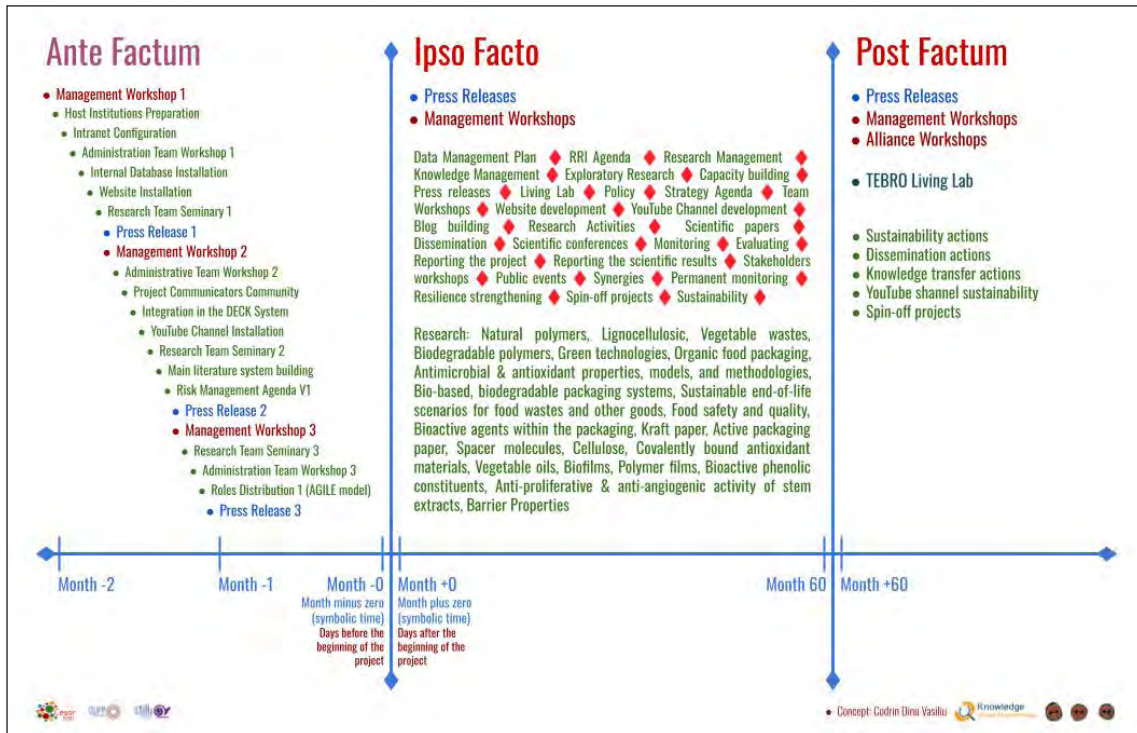 Ante Factum
• Management Workshop 1
• Host Institutions Preparation
• Intranet Configuration
• Administration Team Workshop 1
• Internal Database Installation
• Website Installation
• Research Team Seminary 1
• Press Release 1
• Management Workshop 2
• Administrative Team Workshop 2
• Project Communicators Community
• Integration in the DECK System
• YouTube Channel Installation
• Research Team Seminary 2
• Main literature system building
• Risk Management Agenda V1
• Press Release 2
• Management Workshop 3
• Research Team Seminary 3
• Administration Team Workshop 3
• Roles Distribution 1 (AGILE model)
• Press Release 3
Ipso Facto
• Press Releases
• Management Workshops
Data Management Plan ♦ RRI Agenda ♦ Research Management ♦
Knowledge Management ♦ Exploratory Research ♦ Capacity building ♦
Press releases ♦ Living Lab ♦ Policy ♦ Strategy Agenda ♦ Team
Workshops ♦ Website development ♦ YouTube Channel development ♦
Blog building ♦ Research Activities ♦ Scientific papers ♦
Dissemination ♦ Scientific conferences ♦ Monitoring ♦ Evaluating ♦
Reporting the project ♦ Reporting the scientific results ♦ Stakeholders
workshops ♦ Public events ♦ Synergies ♦ Permanent monitoring ♦
Resilience strengthening ♦ Spin-off projects ♦ Sustainability ♦
Research: Natural polymers, Lignocellulosic, Vegetable wastes,
Biodegradable polymers, Green technologies, Organic food packaging,
Antimicrobial & antioxidant properties, models, and methodologies,
Bio-based, biodegradable packaging systems, Sustainable end-of-life
scenarios for food wastes and other goods, Food safety and quality,
Bioactive agents within the packaging, Kraft paper, Active packaging
paper, Spacer molecules, Cellulose, Covalently bound antioxidant
materials, Vegetable oils, Biofilms, Polymer films, Bioactive phenolic
constituents, Anti-proliferative & anti-angiogenic activity of stem
extracts, Barrier Properties
Post Factum
• Press Releases
• Management Workshops
• Alliance Workshops
• TEBRO Living Lab
• Sustainability actions
• Dissemination actions
• Knowledge transfer actions
• YouTube channel sustainability
• Spin-off projects
Month -2
Month -1
Month -0
Month minus zero
(symbolic time)
Days before the
beginning of the
project
Month +0
Month plus zero
(symbolic time)
Days after the
beginning of the
project
Month 60
Month +60
• Concept: Codrin Dinu Vasiliu
Knowledge